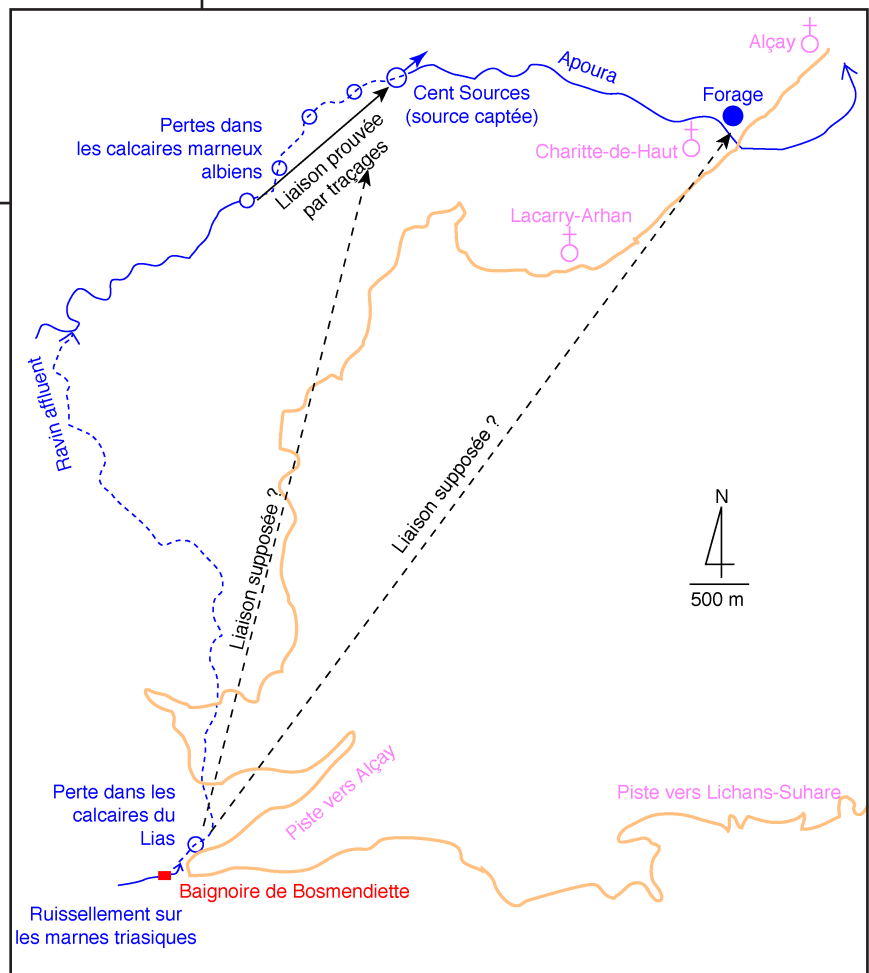 Alçay
Apoura
Forage
Cent Sources
(source captée)
Pertes dans
les calcaires marneux
albiens
Liaison prouvée
par traçages
Charitte-de-Haut
Lacarry-Arhan
Ravin affluent
Liaison supposée ?
Liaison supposée ?
N
500 m
Perte dans les
calcaires du
Lias
Piste vers Alçay
Piste vers Lichans-Suhare
Baignoire de Bosmendiette
Ruissellement sur
les marnes triasiques